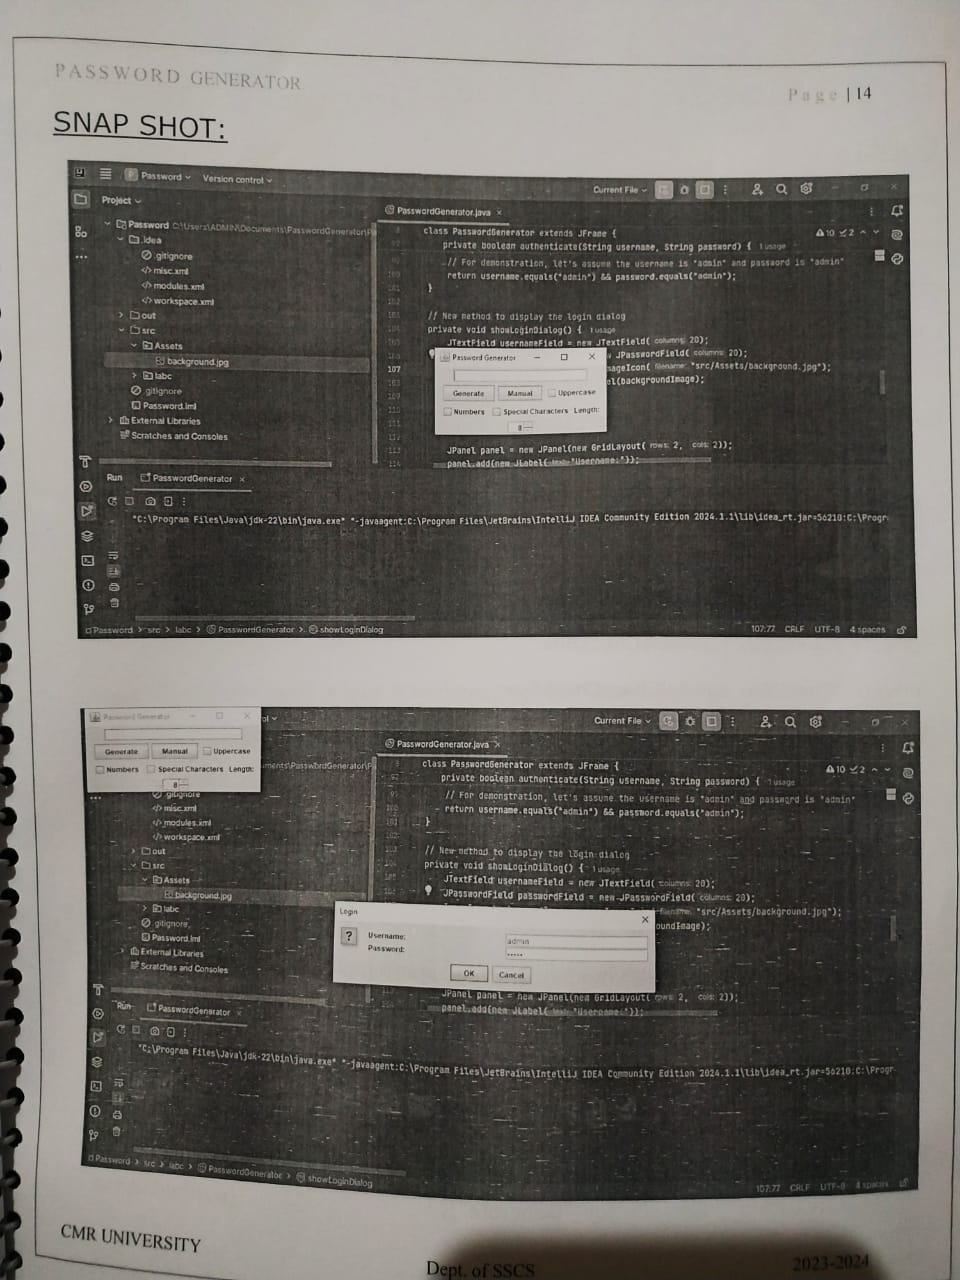 PASSWORD GENERATOR
Page | 14
SNAP SHOT:
Password
Version control
Current File
Project
PasswordGenerator.java
Password C:\Users\ADMIN\Documents\PasswordGenerator\P
.idea
.gitignore
misc.xml
modules.xml
workspace.xml
out
src
Assets
background.jpg
labc
.gitignore
Password.iml
External Libraries
Scratches and Consoles
class PasswordGenerator extends JFrame {
10 2
private boolean authenticate(String username, String password) { 1 usage
// For demonstration, let's assume the username is "admin" and password is "admin"
return username.equals("admin") && password.equals("admin");
}
// New method to display the login dialog
private void showLoginDialog() { 1 usage
JTextField usernameField = new JTextField( columns: 20);
JPasswordField( columns: 20);
107
ageIcon( filename: "src/Assets/background.jpg");
el(backgroundImage);
JPanel panel = new JPanel(new GridLayout( rows: 2, cols: 2));
panel.add(new JLabel( text: "Username:"));
Password Generator
Generate
Manual
Uppercase
Numbers
Special Characters
Length:
8
Run
PasswordGenerator
"C:\Program Files\Java\jdk-22\bin\java.exe" "-javaagent:C:\Program Files\JetBrains\IntelliJ IDEA Community Edition 2024.1.1\lib\idea_rt.jar=56210:C:\Progr
Password > src > labc > PasswordGenerator > showLoginDialog
107:77 CRLF UTF-8 4 spaces
Password Generator
Generate
Manual
Uppercase
Numbers
Special Characters
Length:
8
ol
Current File
PasswordGenerator.java
uments\PasswordGenerator\P
.gitignore
misc.xml
modules.xml
workspace.xml
out
src
Assets
background.jpg
labc
.gitignore
Password.iml
External Libraries
Scratches and Consoles
class PasswordGenerator extends JFrame {
10 2
private boolean authenticate(String username, String password) { 1 usage
// For demonstration, let's assume the username is "admin" and password is "admin"
return username.equals("admin") && password.equals("admin");
}
// New method to display the login dialog
private void showLoginDialog() { 1 usage
JTextField usernameField = new JTextField( columns: 20);
JPasswordField passwordField = new JPasswordField( columns: 20);
filename: "src/Assets/background.jpg");
oundImage);
JPanel panel = new JPanel(new GridLayout( rows: 2, cols: 2));
panel.add(new JLabel( text: "Username:"));
Login
?
Username:
admin
Password:
•••••
OK
Cancel
Run
PasswordGenerator
"C:\Program Files\Java\jdk-22\bin\java.exe" "-javaagent:C:\Program Files\JetBrains\IntelliJ IDEA Community Edition 2024.1.1\lib\idea_rt.jar=56210:C:\Progr
Password > src > labc > PasswordGenerator > showLoginDialog
107:77 CRLF UTF-8 4 spaces
CMR UNIVERSITY
Dept. of SSCS
2023-2024